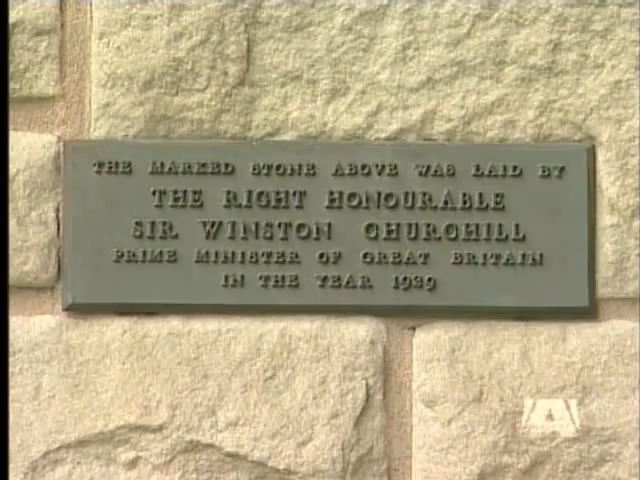 THE MARKED STONE ABOVE WAS LAID BY
THE RIGHT HONOURABLE
SIR WINSTON CHURCHILL
PRIME MINISTER OF GREAT BRITAIN
IN THE YEAR 1929